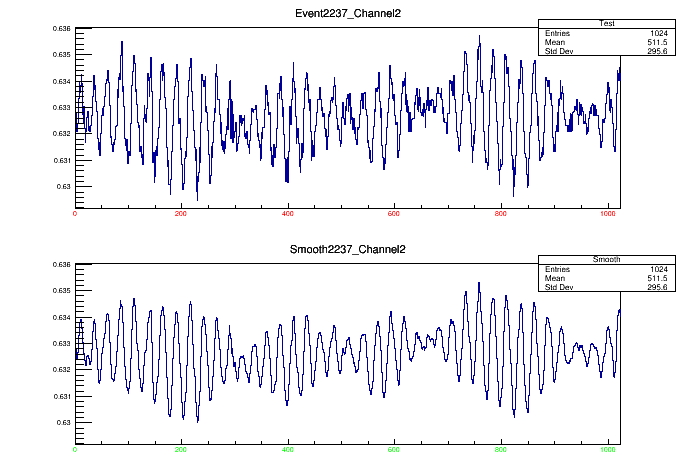 Event2237_Channel2
Test
Entries 1024
Mean 511.5
Std Dev 295.6
0.636
0.635
0.634
0.633
0.632
0.631
0.63
0 200 400 600 800 1000
Smooth2237_Channel2
Smooth
Entries 1024
Mean 511.5
Std Dev 295.6
0.636
0.635
0.634
0.633
0.632
0.631
0.63
0 200 400 600 800 1000